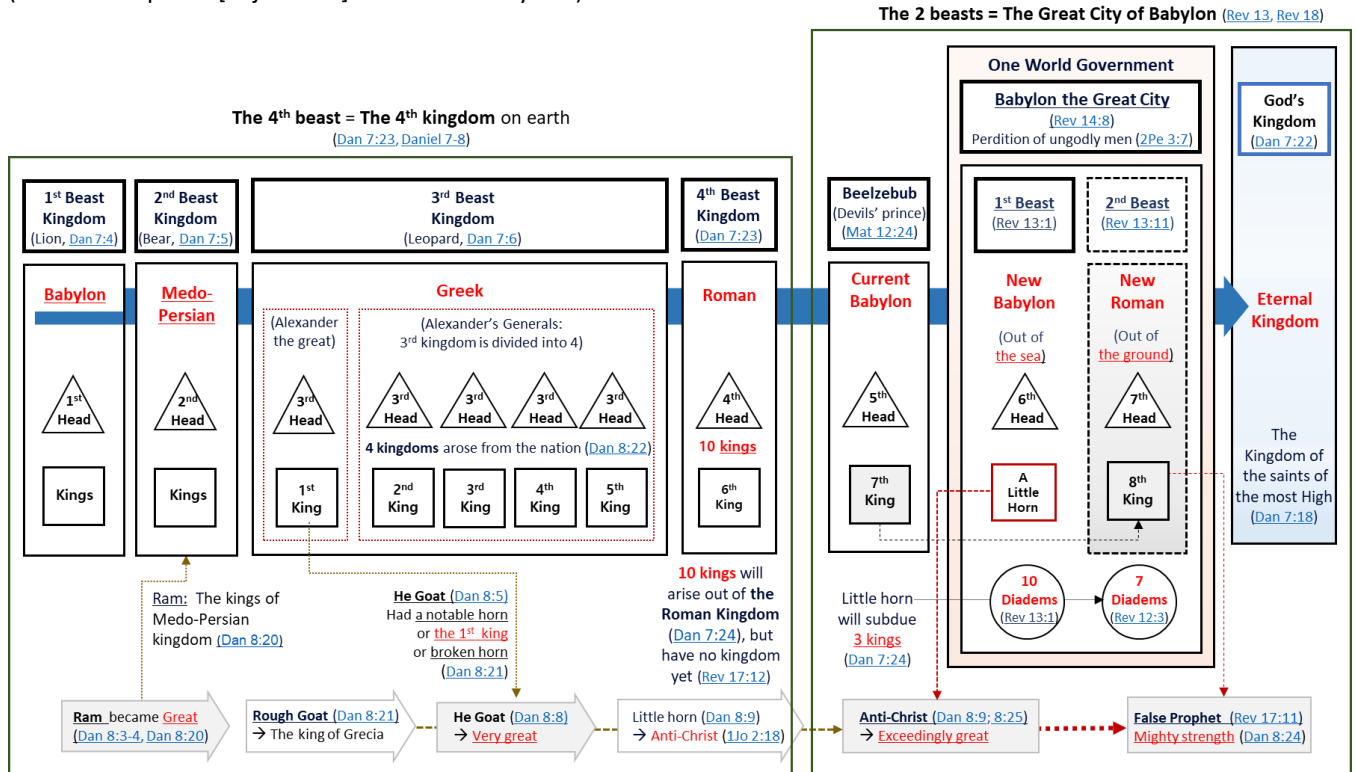 The 2 beasts = The Great City of Babylon (Rev 13, Rev 18)
The 4th beast = The 4th kingdom on earth
(Dan 7:23, Daniel 7-8)
1st Beast
Kingdom
(Lion, Dan 7:4)
2nd Beast
Kingdom
(Bear, Dan 7:5)
3rd Beast
Kingdom
(Leopard, Dan 7:6)
4th Beast
Kingdom
(Dan 7:23)
Beelzebub
(Devils' prince)
(Mat 12:24)
One World Government
Babylon the Great City
(Rev 14:8)
Perdition of ungodly men (2Pe 3:7)
1st Beast
(Rev 13:1)
2nd Beast
(Rev 13:11)
God's
Kingdom
(Dan 7:22)
Babylon
Medo-
Persian
Greek
Roman
Current
Babylon
New
Babylon
New
Roman
Eternal
Kingdom
(Alexander
the great)
(Alexander's Generals:
3rd kingdom is divided into 4)
(Out of
the sea)
(Out of
the ground)
1st
Head
2nd
Head
3rd
Head
3rd
Head
3rd
Head
3rd
Head
3rd
Head
4th
Head
5th
Head
6th
Head
7th
Head
4 kingdoms arose from the nation (Dan 8:22)
10 kings
Kings
Kings
1st
King
2nd
King
3rd
King
4th
King
5th
King
6th
King
7th
King
A
Little
Horn
8th
King
The
Kingdom of
the saints of
the most High
(Dan 7:18)
Ram: The kings of
Medo-Persian
kingdom (Dan 8:20)
He Goat (Dan 8:5)
Had a notable horn
or the 1st king
or broken horn
(Dan 8:21)
10 kings will
arise out of the
Roman Kingdom
(Dan 7:24), but
have no kingdom
yet (Rev 17:12)
Little horn
will subdue
3 kings
(Dan 7:24)
10
Diadems
(Rev 13:1)
7
Diadems
(Rev 12:3)
Ram became Great
(Dan 8:3-4, Dan 8:20)
Rough Goat (Dan 8:21)
→ The king of Grecia
He Goat (Dan 8:8)
→ Very great
Little horn (Dan 8:9)
→ Anti-Christ (1Jo 2:18)
Anti-Christ (Dan 8:9; 8:25)
→ Exceedingly great
False Prophet (Rev 17:11)
Mighty strength (Dan 8:24)